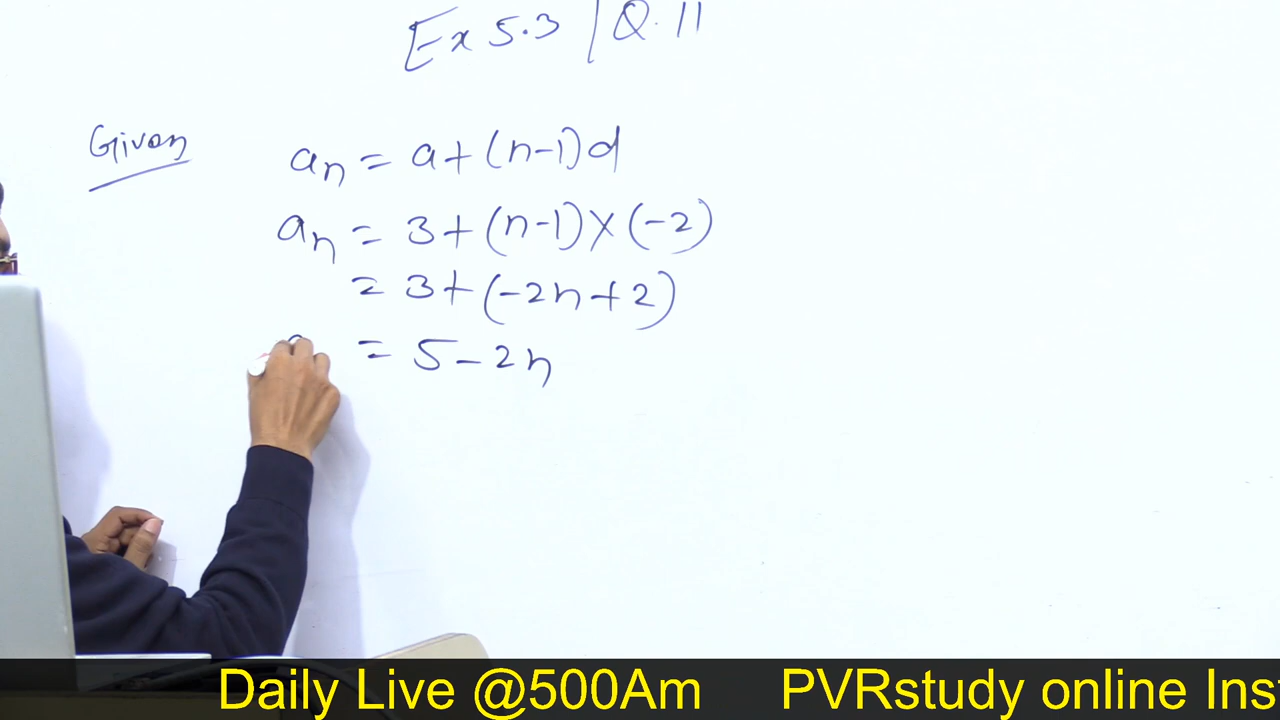 Ex 5.3 / Q.11
Given
an = a+(n-1)d
an = 3+(n-1)×(-2)
= 3+(-2n+2)
= 5-2n
Daily Live @500Am PVRstudy online Inst